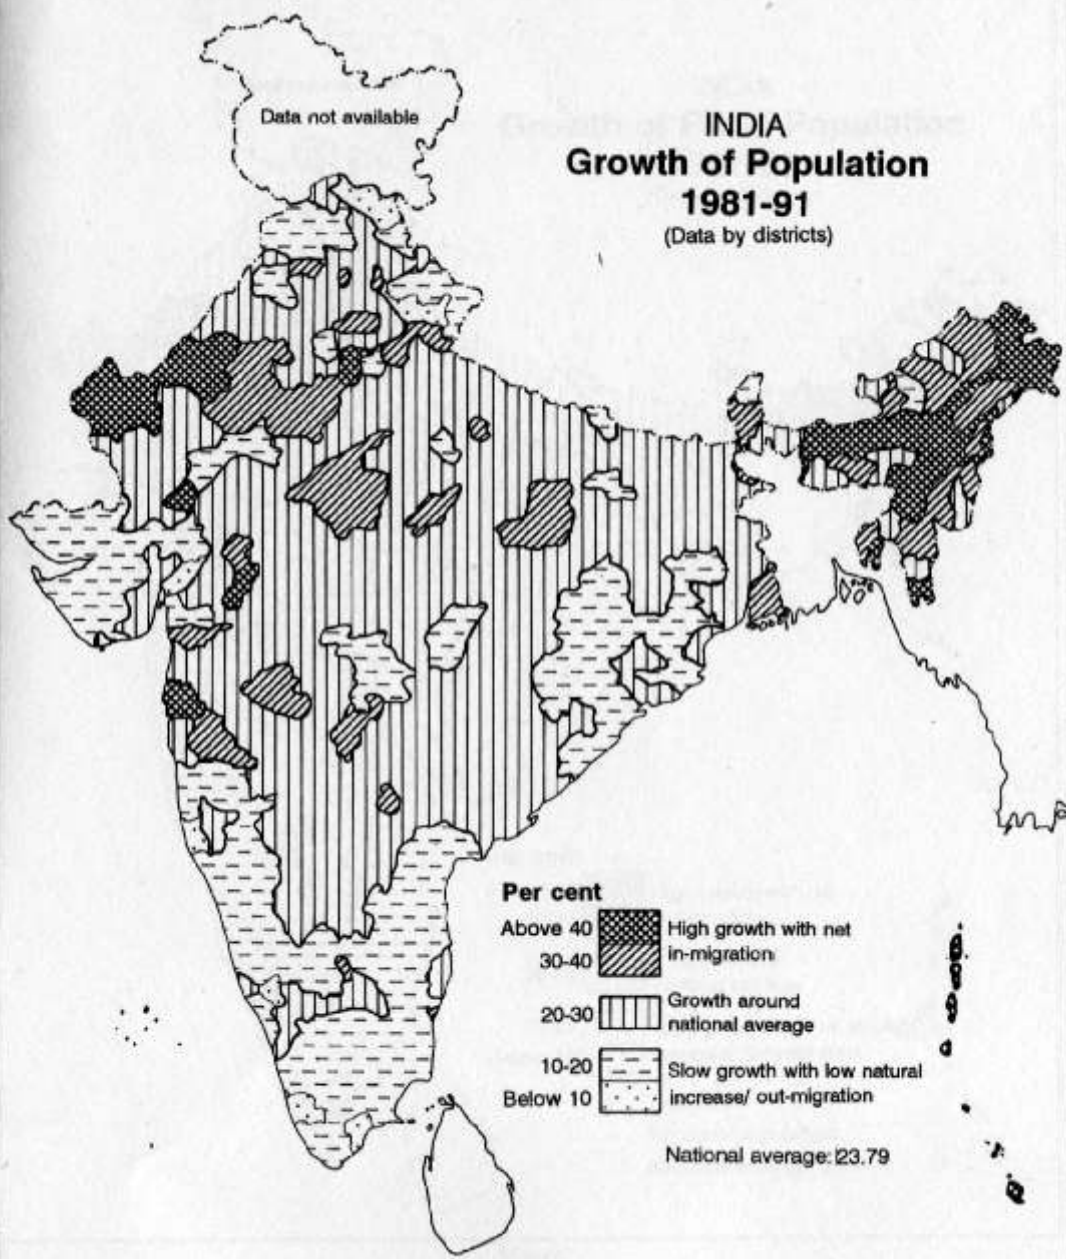 Data not available
INDIA
Growth of Population
1981-91
(Data by districts)
Per cent
Above 40
30-40
High growth with net
in-migration
20-30
Growth around
national average
10-20
Below 10
Slow growth with low natural
increase/ out-migration
National average: 23.79